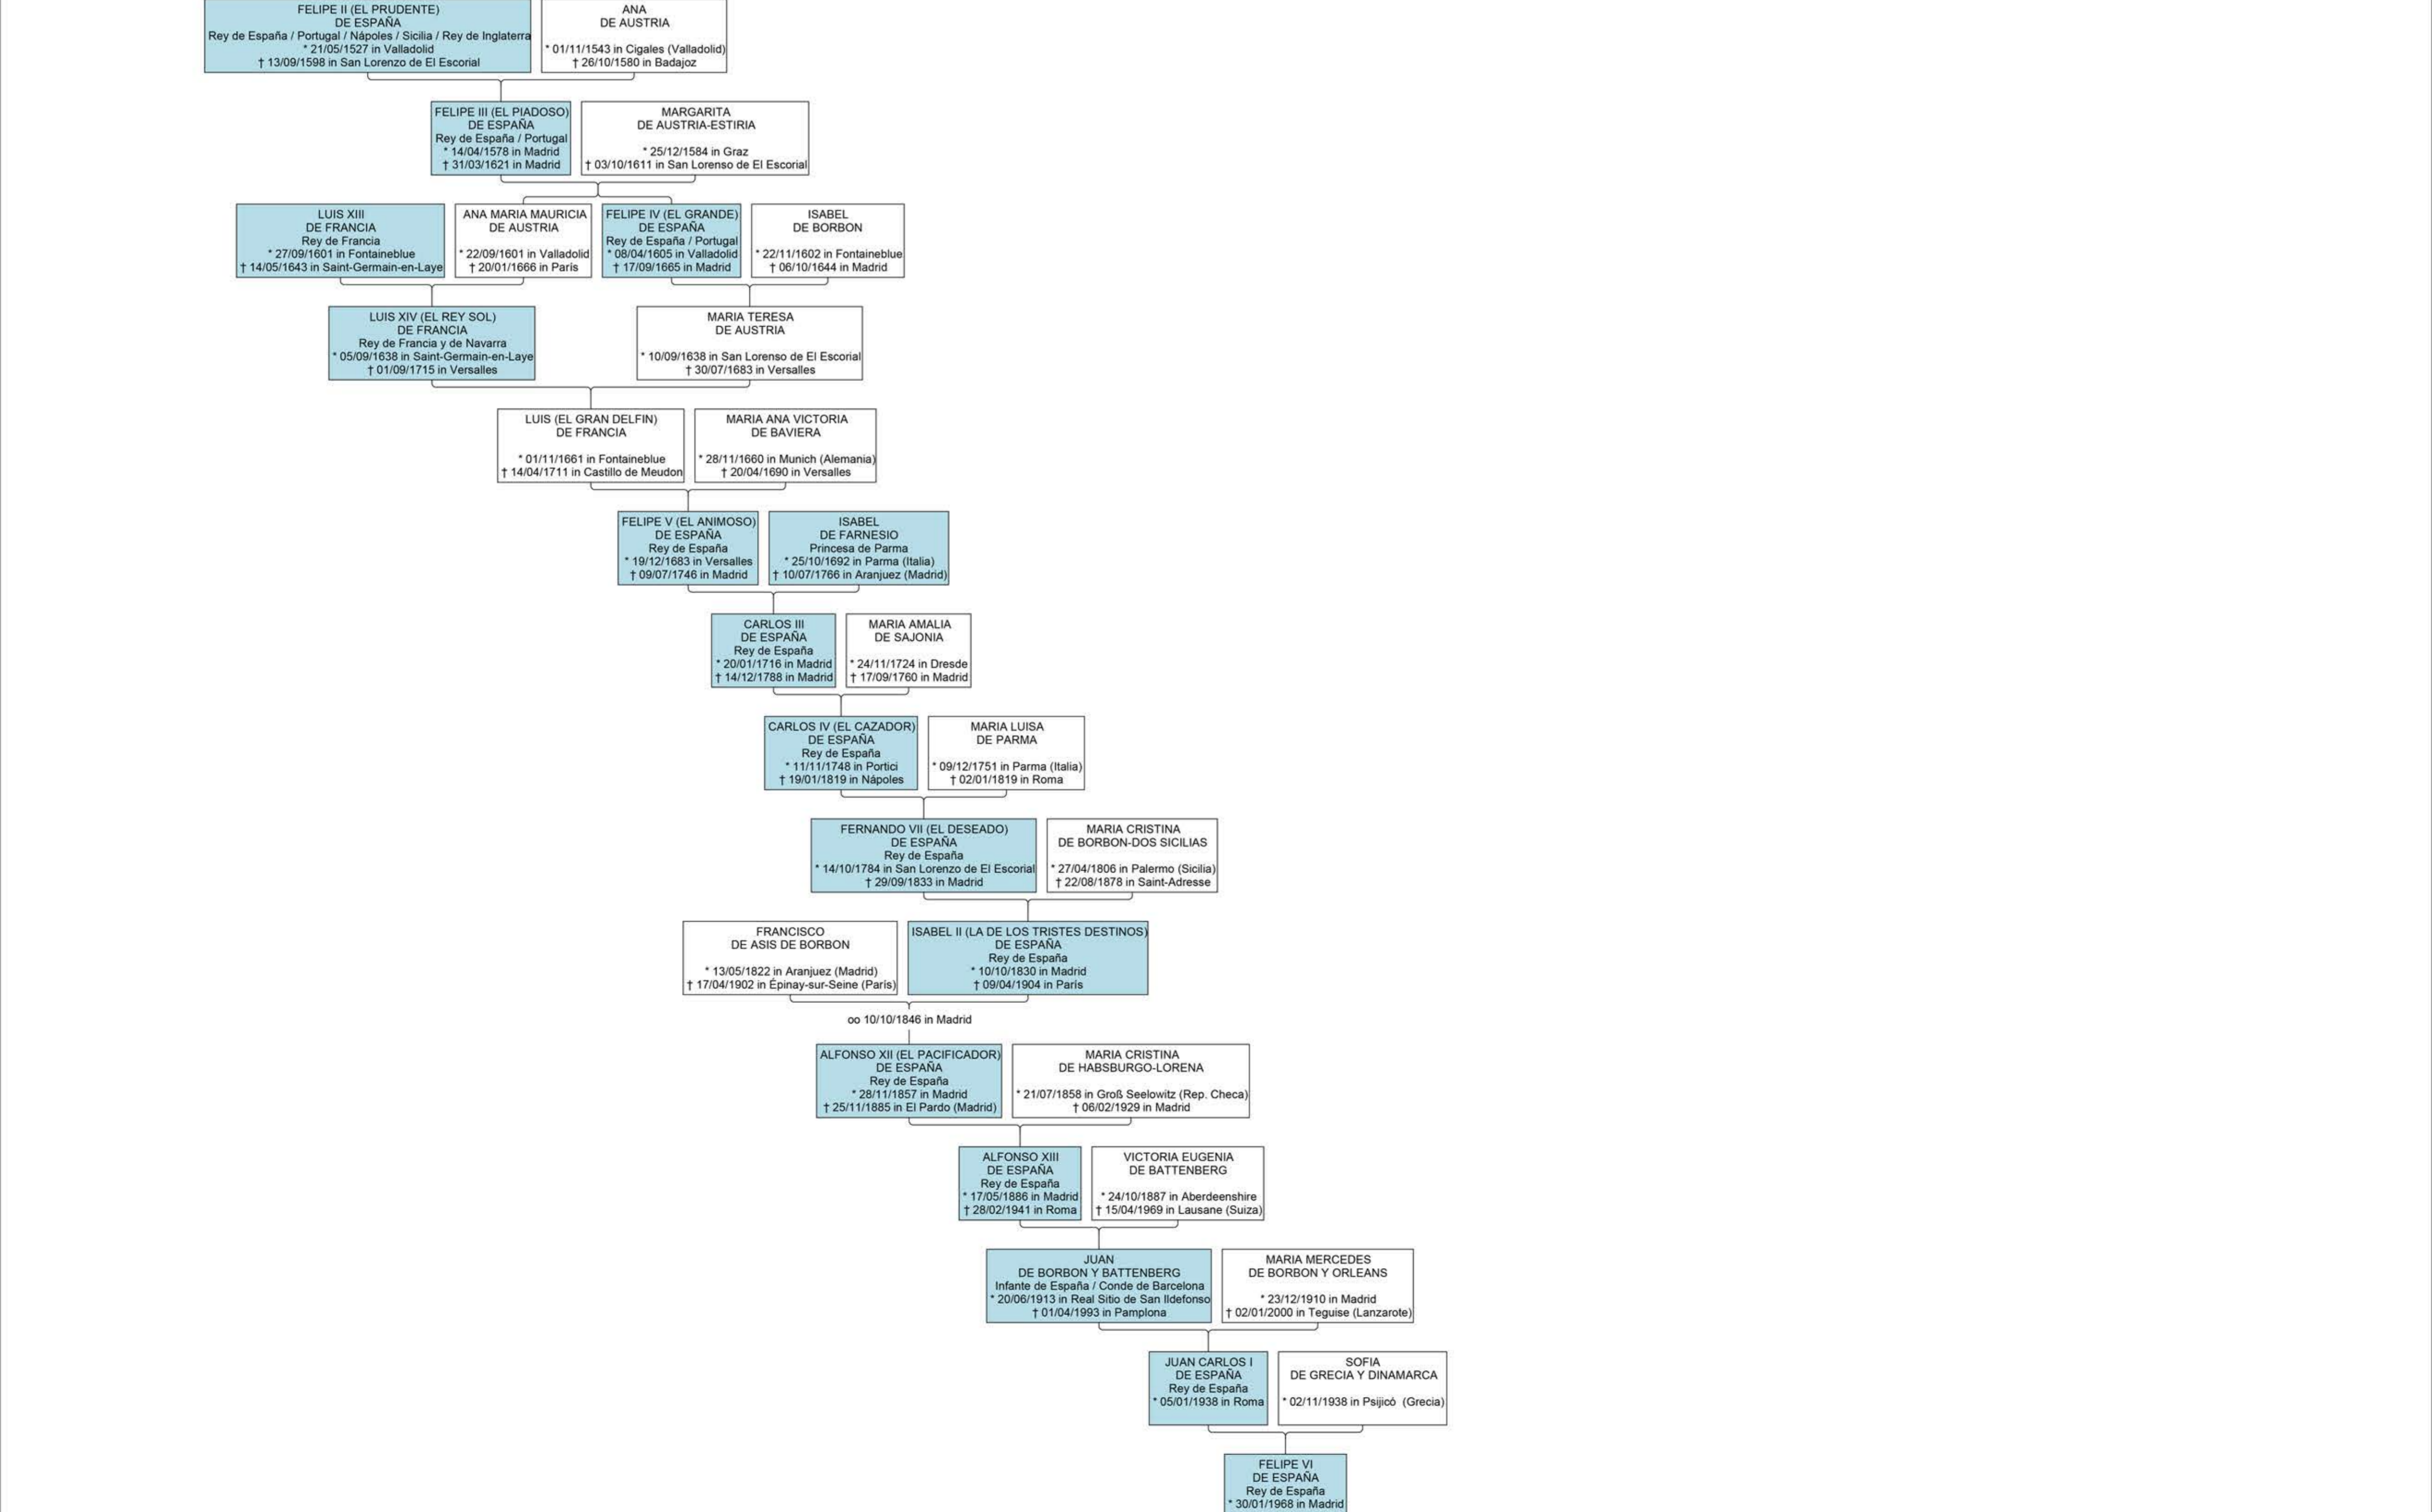 FELIPE II (EL PRUDENTE)
DE ESPAÑA
Rey de España / Portugal / Nápoles / Sicilia / Rey de Inglaterra
* 21/05/1527 in Valladolid
† 13/09/1598 in San Lorenzo de El Escorial
ANA
DE AUSTRIA
* 01/11/1543 in Cigales (Valladolid)
† 26/10/1580 in Badajoz
FELIPE III (EL PIADOSO)
DE ESPAÑA
Rey de España / Portugal
* 14/04/1578 in Madrid
† 31/03/1621 in Madrid
MARGARITA
DE AUSTRIA-ESTIRIA
* 25/12/1584 in Graz
† 03/10/1611 in San Lorenso de El Escorial
LUIS XIII
DE FRANCIA
Rey de Francia
* 27/09/1601 in Fontaineblue
† 14/05/1643 in Saint-Germain-en-Laye
ANA MARIA MAURICIA
DE AUSTRIA
* 22/09/1601 in Valladolid
† 20/01/1666 in París
FELIPE IV (EL GRANDE)
DE ESPAÑA
Rey de España / Portugal
* 08/04/1605 in Valladolid
† 17/09/1665 in Madrid
ISABEL
DE BORBON
* 22/11/1602 in Fontaineblue
† 06/10/1644 in Madrid
LUIS XIV (EL REY SOL)
DE FRANCIA
Rey de Francia y de Navarra
* 05/09/1638 in Saint-Germain-en-Laye
† 01/09/1715 in Versalles
MARIA TERESA
DE AUSTRIA
* 10/09/1638 in San Lorenso de El Escorial
† 30/07/1683 in Versalles
LUIS (EL GRAN DELFIN)
DE FRANCIA
* 01/11/1661 in Fontaineblue
† 14/04/1711 in Castillo de Meudon
MARIA ANA VICTORIA
DE BAVIERA
* 28/11/1660 in Munich (Alemania)
† 20/04/1690 in Versalles
FELIPE V (EL ANIMOSO)
DE ESPAÑA
Rey de España
* 19/12/1683 in Versalles
† 09/07/1746 in Madrid
ISABEL
DE FARNESIO
Princesa de Parma
* 25/10/1692 in Parma (Italia)
† 10/07/1766 in Aranjuez (Madrid)
CARLOS III
DE ESPAÑA
Rey de España
* 20/01/1716 in Madrid
† 14/12/1788 in Madrid
MARIA AMALIA
DE SAJONIA
* 24/11/1724 in Dresde
† 17/09/1760 in Madrid
CARLOS IV (EL CAZADOR)
DE ESPAÑA
Rey de España
* 11/11/1748 in Portici
† 19/01/1819 in Nápoles
MARIA LUISA
DE PARMA
* 09/12/1751 in Parma (Italia)
† 02/01/1819 in Roma
FERNANDO VII (EL DESEADO)
DE ESPAÑA
Rey de España
* 14/10/1784 in San Lorenzo de El Escorial
† 29/09/1833 in Madrid
MARIA CRISTINA
DE BORBON-DOS SICILIAS
* 27/04/1806 in Palermo (Sicilia)
† 22/08/1878 in Saint-Adresse
FRANCISCO
DE ASIS DE BORBON
* 13/05/1822 in Aranjuez (Madrid)
† 17/04/1902 in Épinay-sur-Seine (París)
ISABEL II (LA DE LOS TRISTES DESTINOS)
DE ESPAÑA
Rey de España
* 10/10/1830 in Madrid
† 09/04/1904 in París
oo 10/10/1846 in Madrid
ALFONSO XII (EL PACIFICADOR)
DE ESPAÑA
Rey de España
* 28/11/1857 in Madrid
† 25/11/1885 in El Pardo (Madrid)
MARIA CRISTINA
DE HABSBURGO-LORENA
* 21/07/1858 in Groß Seelowitz (Rep. Checa)
† 06/02/1929 in Madrid
ALFONSO XIII
DE ESPAÑA
Rey de España
* 17/05/1886 in Madrid
† 28/02/1941 in Roma
VICTORIA EUGENIA
DE BATTENBERG
* 24/10/1887 in Aberdeenshire
† 15/04/1969 in Lausane (Suiza)
JUAN
DE BORBON Y BATTENBERG
Infante de España / Conde de Barcelona
* 20/06/1913 in Real Sitio de San Ildefonso
† 01/04/1993 in Pamplona
MARIA MERCEDES
DE BORBON Y ORLEANS
* 23/12/1910 in Madrid
† 02/01/2000 in Teguise (Lanzarote)
JUAN CARLOS I
DE ESPAÑA
Rey de España
* 05/01/1938 in Roma
SOFIA
DE GRECIA Y DINAMARCA
* 02/11/1938 in Psijicó (Grecia)
FELIPE VI
DE ESPAÑA
Rey de España
* 30/01/1968 in Madrid